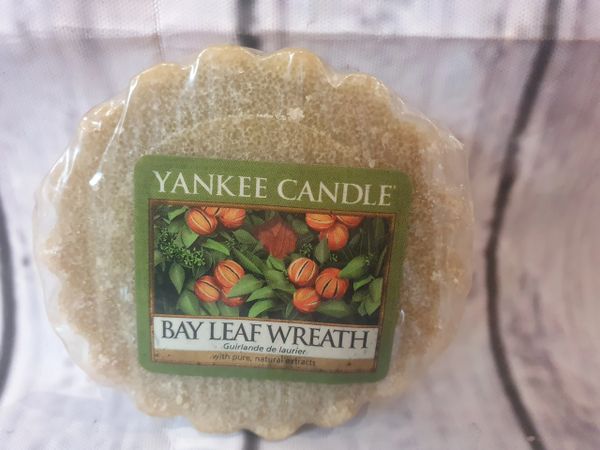 YANKEE CANDLE®
BAY LEAF WREATH
Guirlande de laurier
with pure, natural extracts